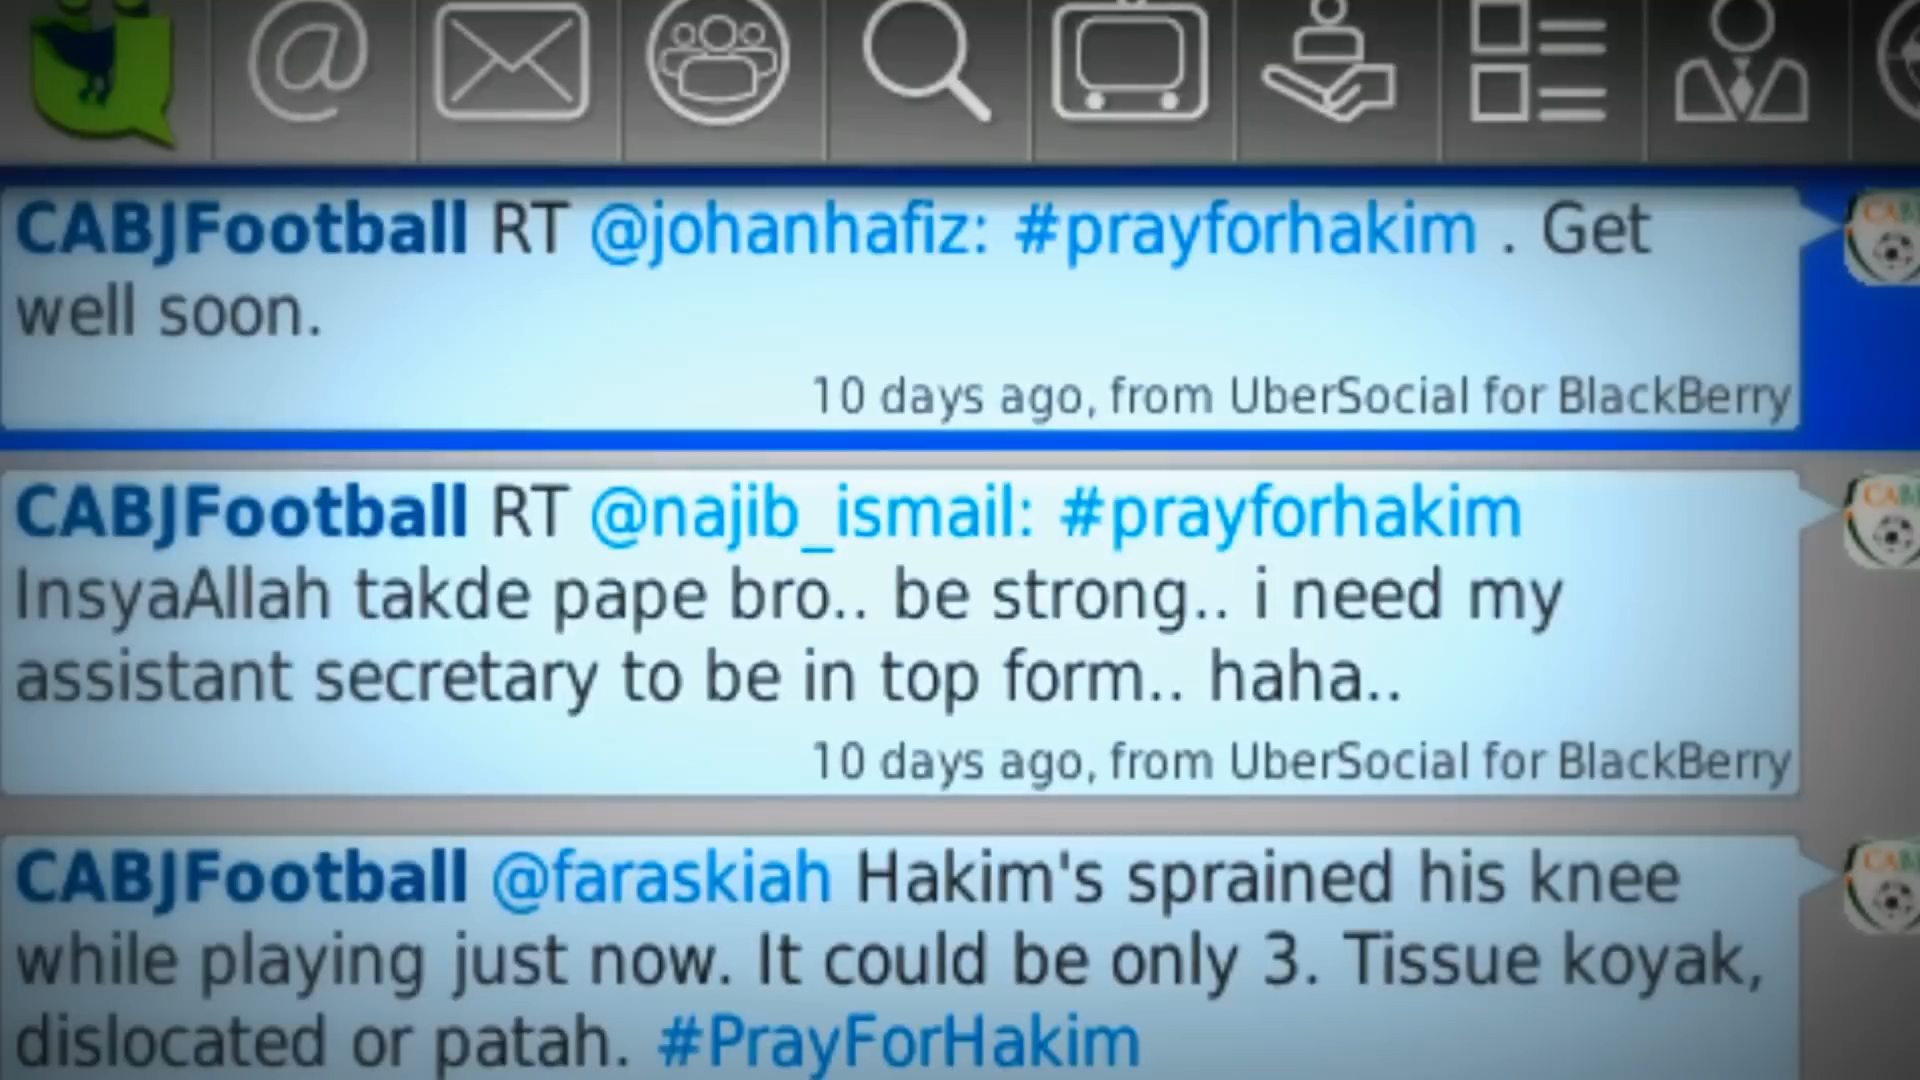 CABJFootball RT @johanhafiz: #prayforhakim . Get
well soon.
10 days ago, from UberSocial for BlackBerry
CABJFootball RT @najib_ismail: #prayforhakim
InsyaAllah takde pape bro.. be strong.. i need my
assistant secretary to be in top form.. haha..
10 days ago, from UberSocial for BlackBerry
CABJFootball @faraskiah Hakim's sprained his knee
while playing just now. It could be only 3. Tissue koyak,
dislocated or patah. #PrayForHakim